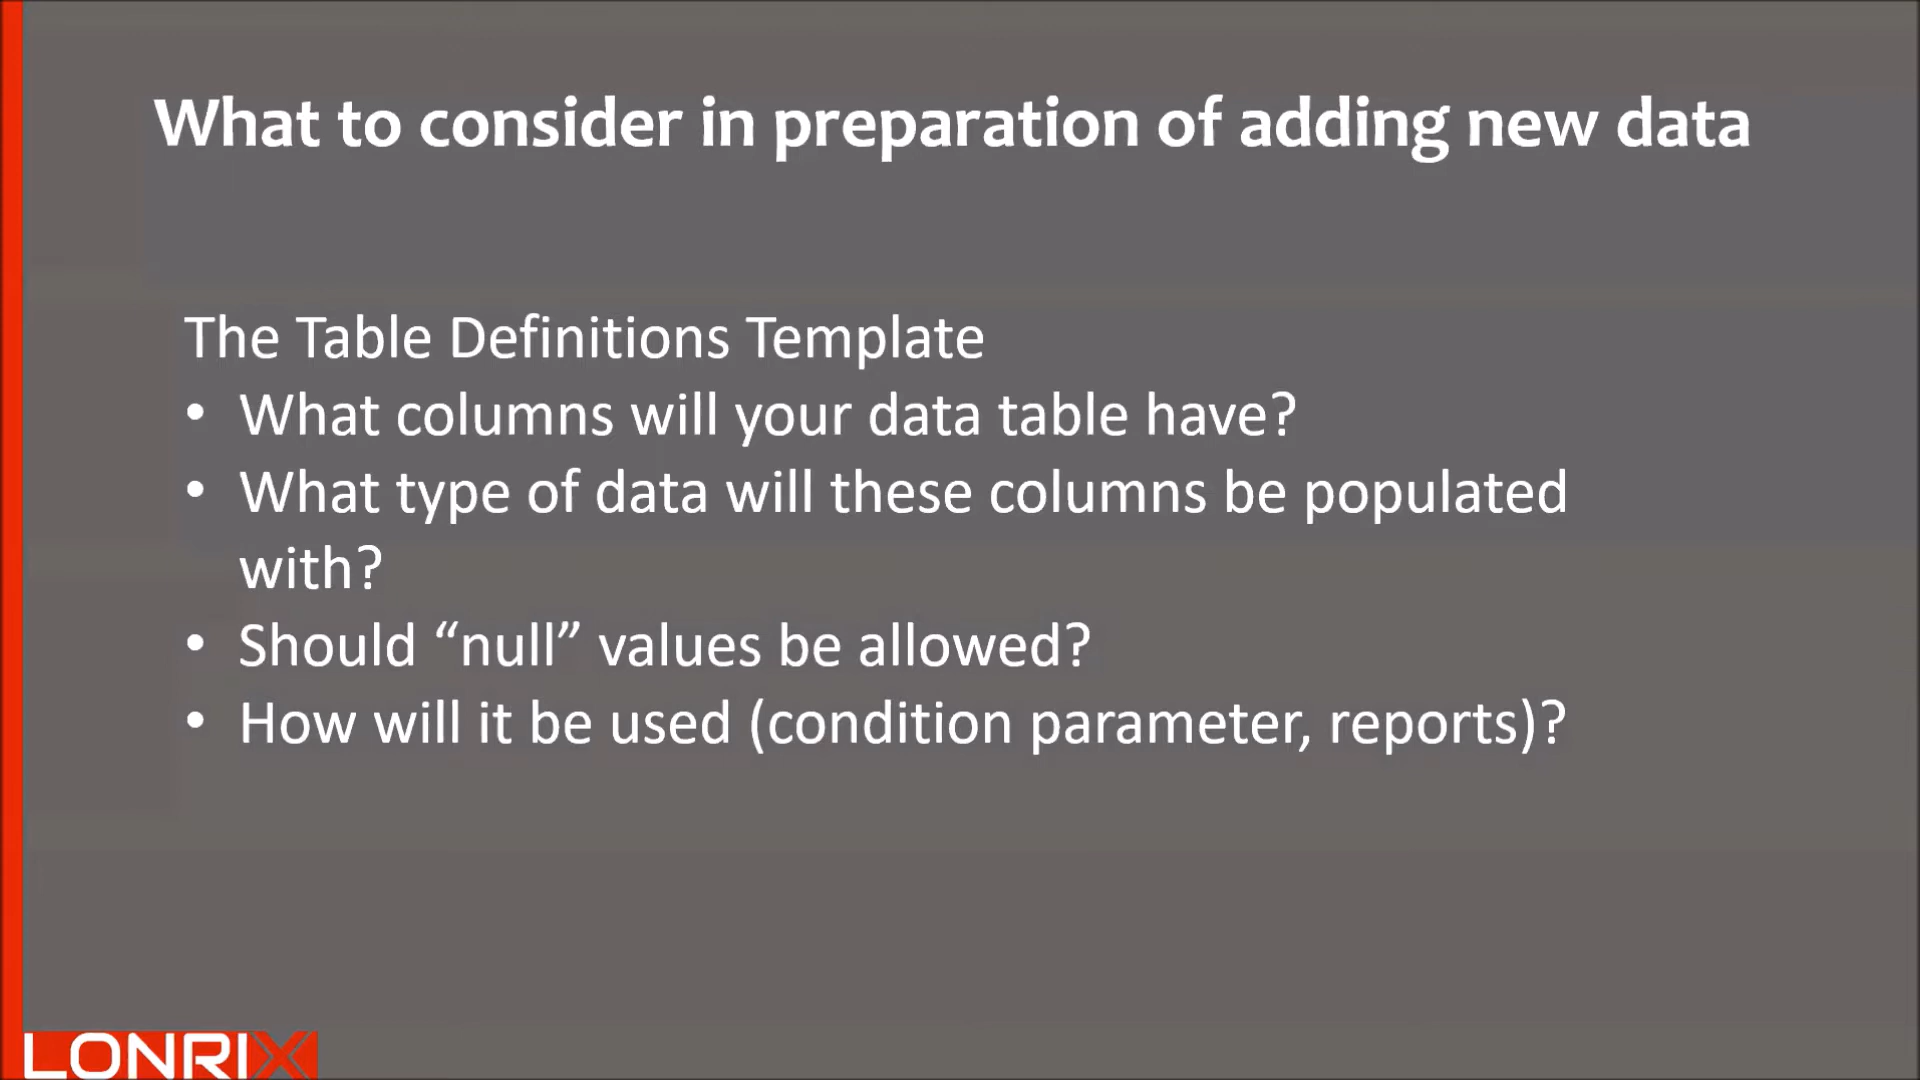 What to consider in preparation of adding new data
The Table Definitions Template
• What columns will your data table have?
• What type of data will these columns be populated
with?
• Should “null” values be allowed?
• How will it be used (condition parameter, reports)?
LONRIX